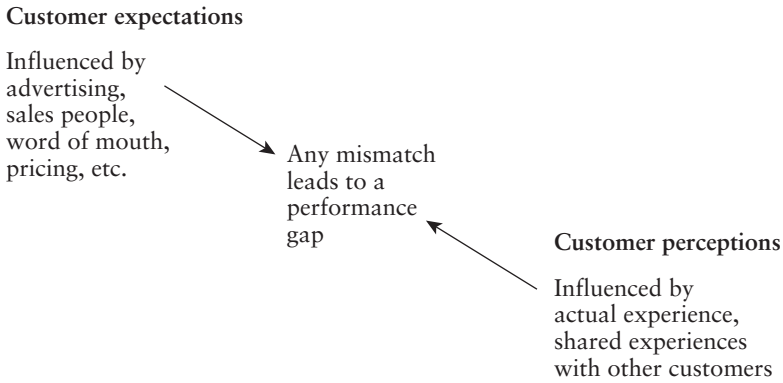 Customer expectations
Influenced by
advertising,
sales people,
word of mouth,
pricing, etc.
Any mismatch
leads to a
performance
gap
Customer perceptions
Influenced by
actual experience,
shared experiences
with other customers